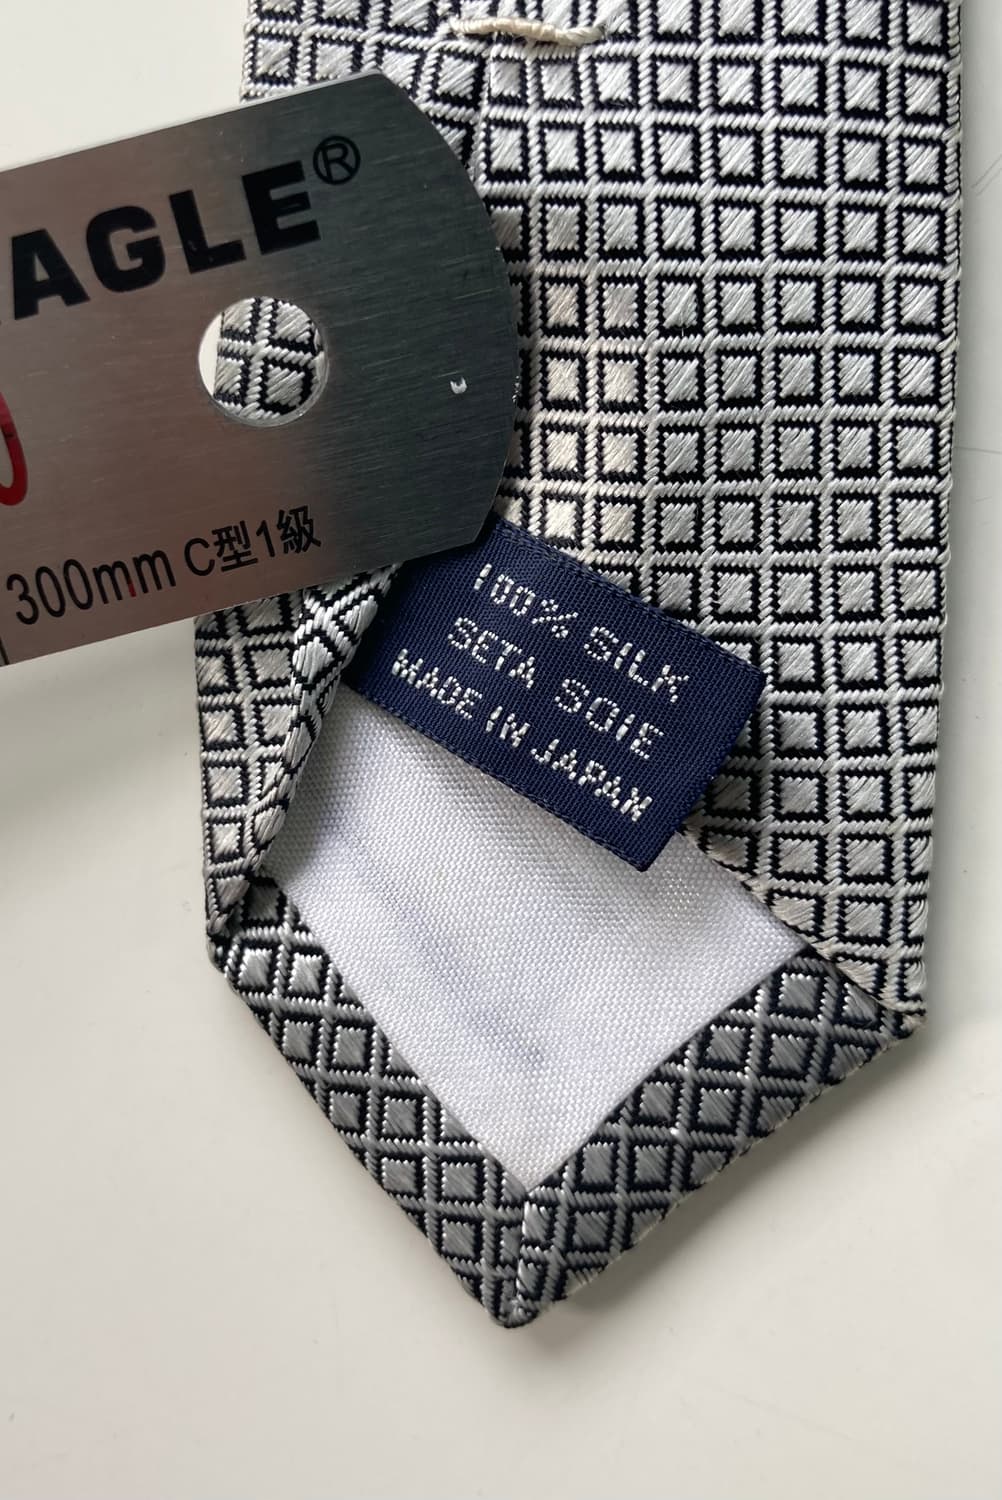 AGLE®
300mm C型1級
100% SILK
SETA SOIE
MADE IN JAPAN